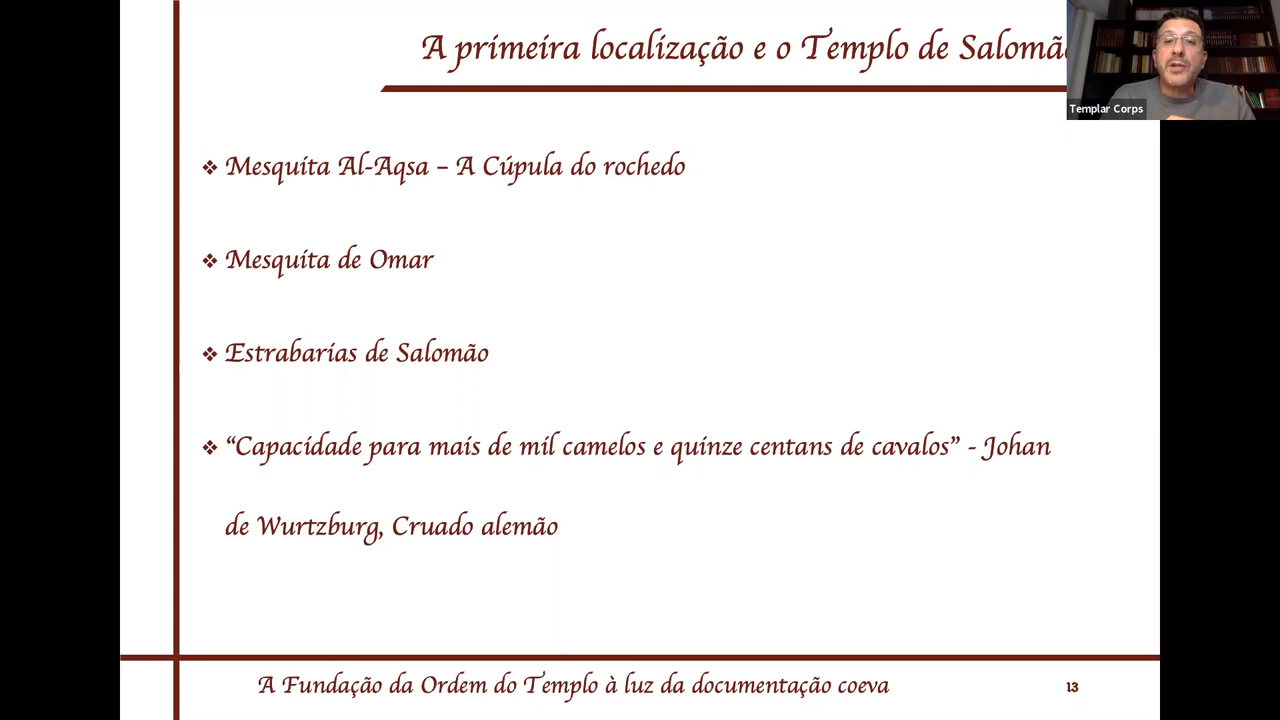 A primeira localização e o Templo de Salomão
Templar Corps
❖ Mesquita Al-Aqsa – A Cúpula do rochedo
❖ Mesquita de Omar
❖ Estrabarias de Salomão
❖ “Capacidade para mais de mil camelos e quinze centans de cavalos” - Johan
de Wurtzburg, Cruado alemão
A Fundação da Ordem do Templo à luz da documentação coeva
13